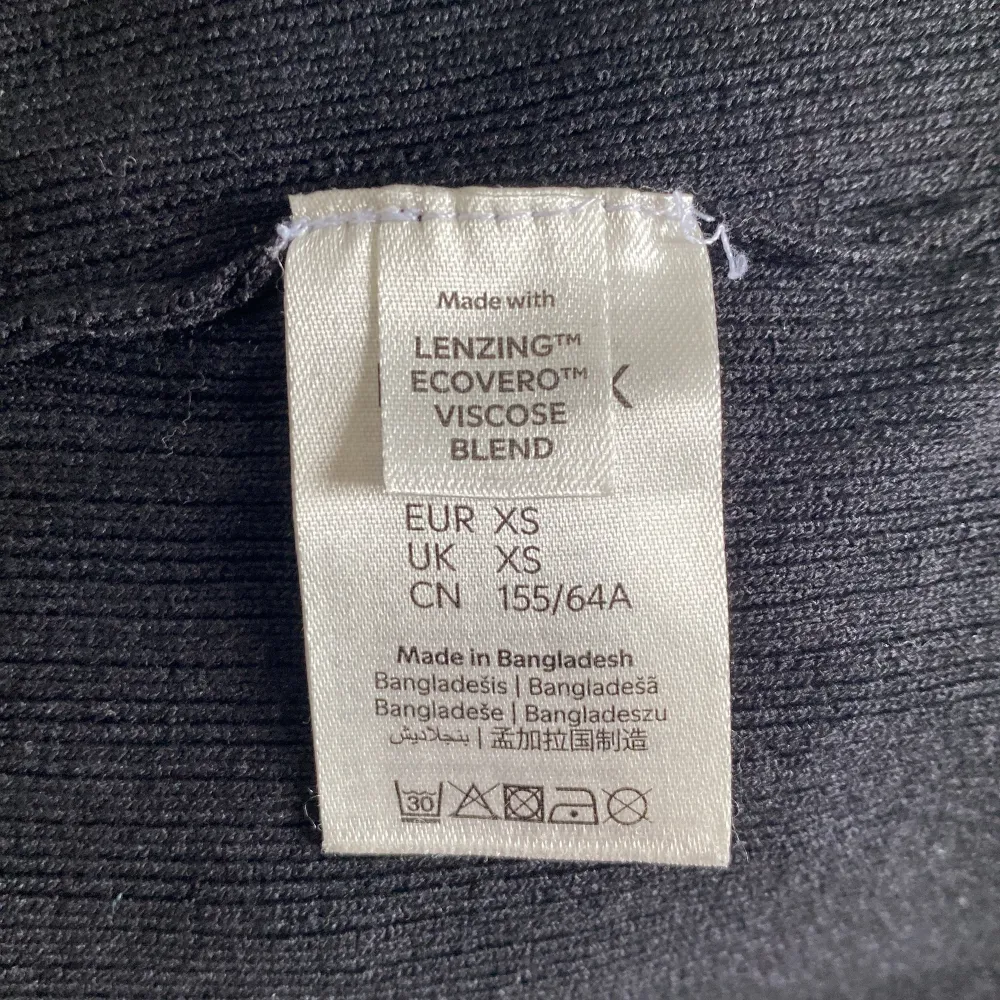 Made with
LENZING™
ECOVERO™
VISCOSE
BLEND
EUR XS
UK XS
CN 155/64A
Made in Bangladesh
Bangladešis | Bangladešā
Bangladeše | Bangladeszu
بنجلاديش | 孟加拉国制造
30